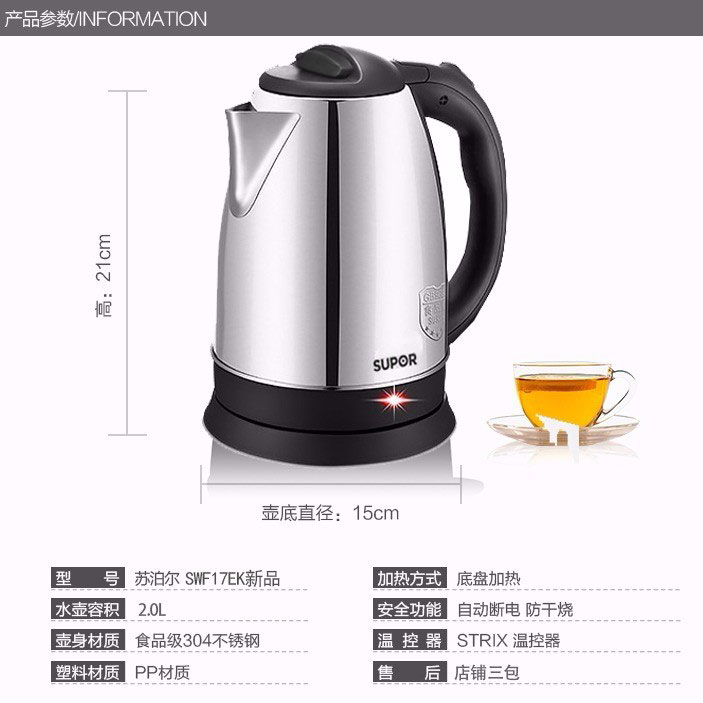 产品参数/INFORMATION
高：21cm
SUPOR
壶底直径：15cm
型 号 苏泊尔 SWF17EK新品
加热方式 底盘加热
水壶容积 2.0L
安全功能 自动断电 防干烧
壶身材质 食品级304不锈钢
温 控 器 STRIX 温控器
塑料材质 PP材质
售 后 店铺三包